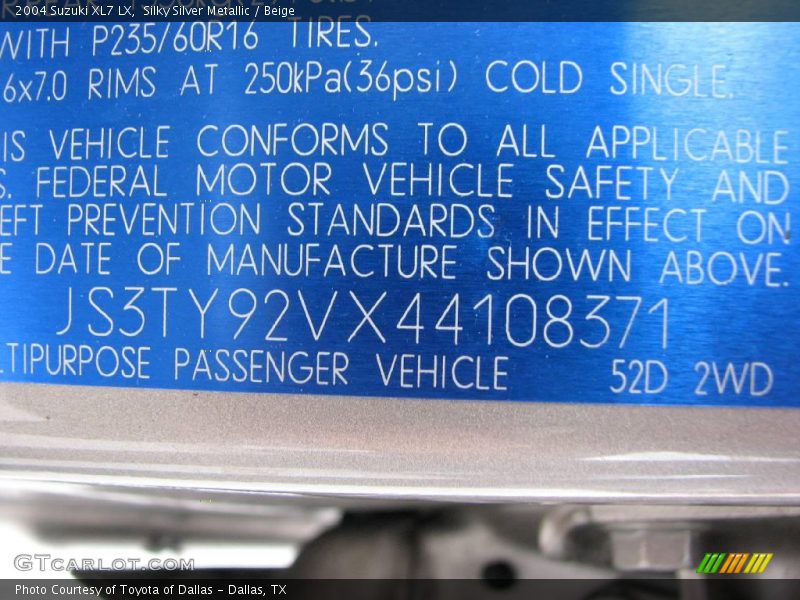 2004 Suzuki XL7 LX,  Silky Silver Metallic / Beige
WITH P235/60R16 TIRES.
6x7.0 RIMS AT 250kPa(36psi) COLD SINGLE.
IS VEHICLE CONFORMS TO ALL APPLICABLE
S. FEDERAL MOTOR VEHICLE SAFETY AND
EFT PREVENTION STANDARDS IN EFFECT ON
E DATE OF MANUFACTURE SHOWN ABOVE.
JS3TY92VX44108371
TIPURPOSE PASSENGER VEHICLE 52D 2WD
GTCARLOT.COM
Photo Courtesy of Toyota of Dallas - Dallas, TX